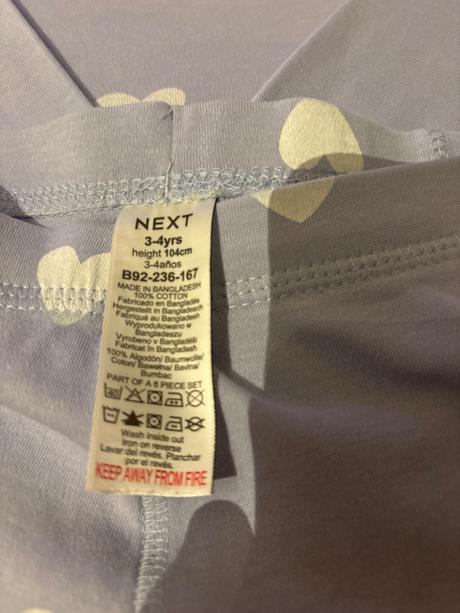 NEXT
3-4yrs
height 104cm
3-4años
B92-236-167
MADE IN BANGLADESH
100% COTTON
Fabricado en Bangladés
Hergestellt in Bangladesch
Fabriqué au Bangladesh
Wyprodukowano w
Bangladeszu
Vyrobeno v Bangladéši
Fabricat în Bangladesh
100% Algodón/ Baumwolle/
Coton/ Bawełna/ Bavlna/
Bumbac
PART OF A 6 PIECE SET
Wash inside out
Iron on reverse
Lavar del revés. Planchar
por el revés.
KEEP AWAY FROM FIRE